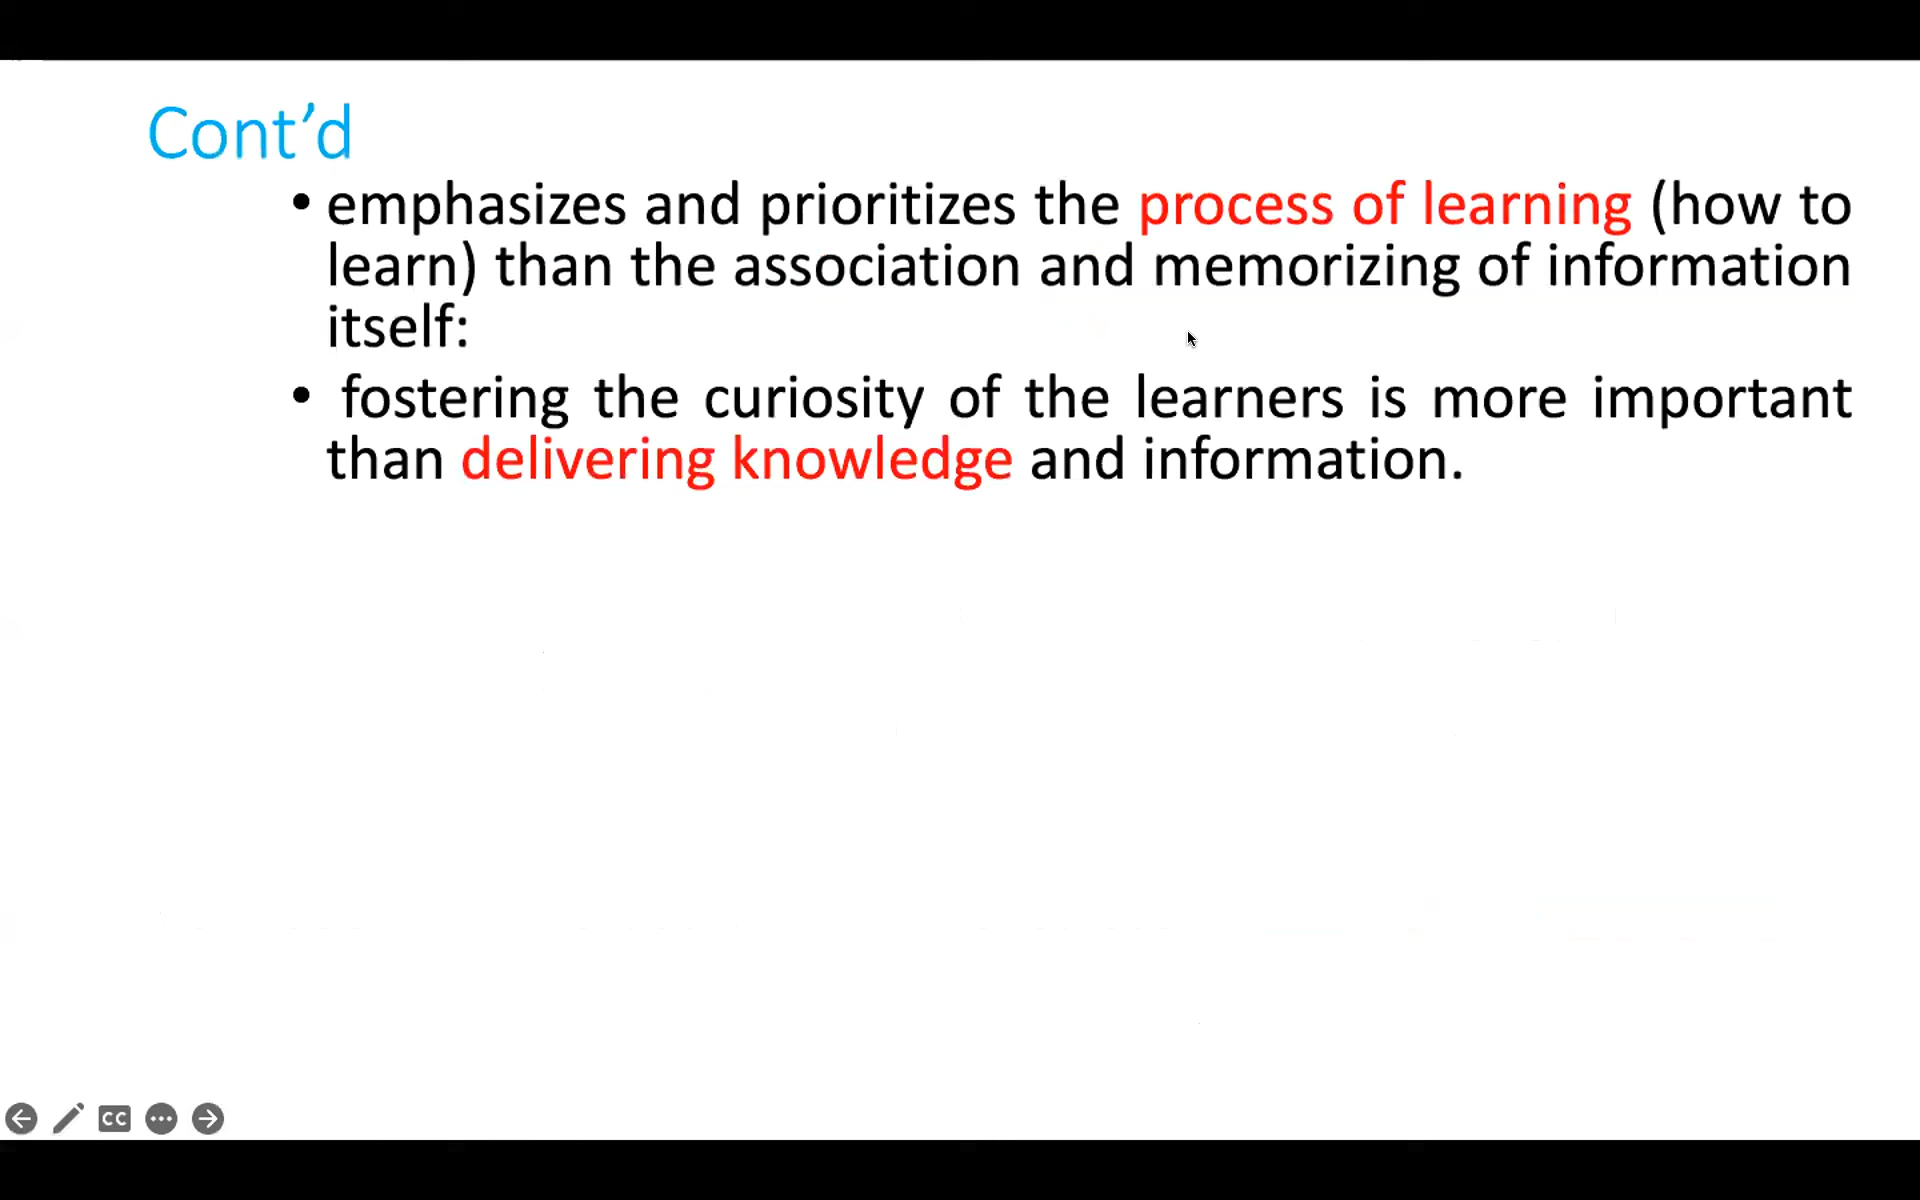 Cont’d
• emphasizes and prioritizes the process of learning (how to
learn) than the association and memorizing of information
itself:
• fostering the curiosity of the learners is more important
than delivering knowledge and information.
CC